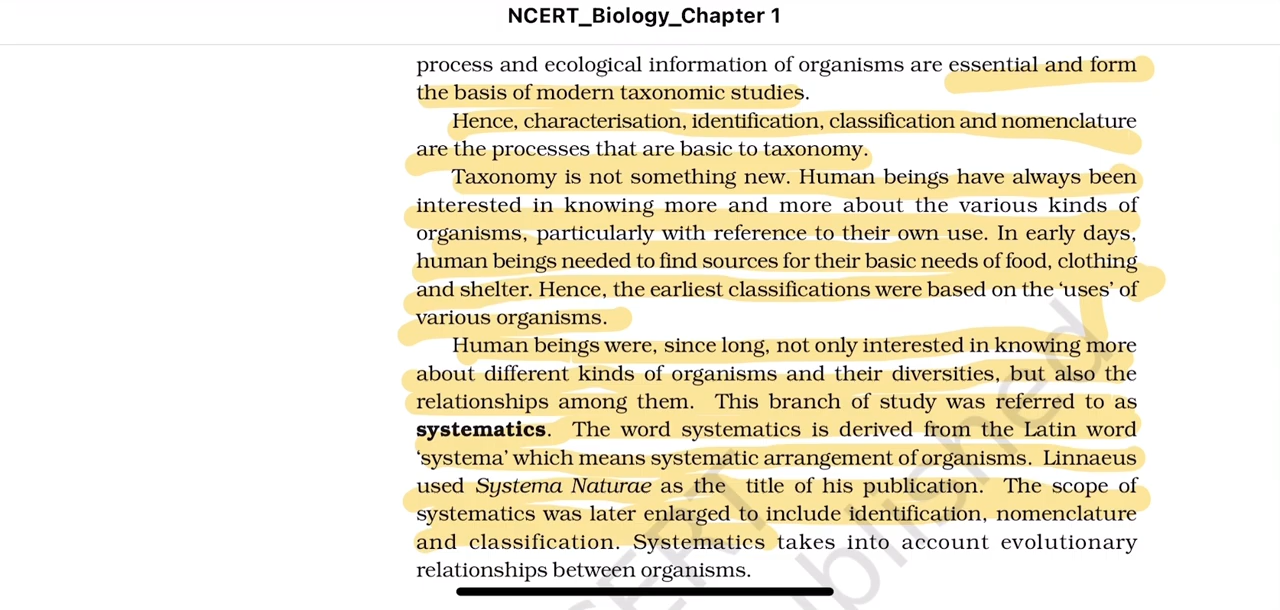 NCERT_Biology_Chapter 1
process and ecological information of organisms are essential and form
the basis of modern taxonomic studies.
Hence, characterisation, identification, classification and nomenclature
are the processes that are basic to taxonomy.
Taxonomy is not something new. Human beings have always been
interested in knowing more and more about the various kinds of
organisms, particularly with reference to their own use. In early days,
human beings needed to find sources for their basic needs of food, clothing
and shelter. Hence, the earliest classifications were based on the ‘uses’ of
various organisms.
Human beings were, since long, not only interested in knowing more
about different kinds of organisms and their diversities, but also the
relationships among them. This branch of study was referred to as
systematics. The word systematics is derived from the Latin word
‘systema’ which means systematic arrangement of organisms. Linnaeus
used Systema Naturae as the title of his publication. The scope of
systematics was later enlarged to include identification, nomenclature
and classification. Systematics takes into account evolutionary
relationships between organisms.